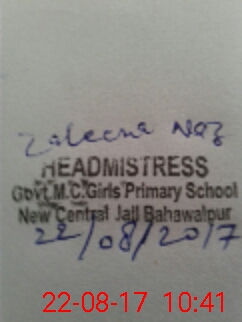 Zaleena Naz
HEADMISTRESS
Govt.M.C.Girls Primary School
New Central Jail Bahawalpur
22/08/2017
22-08-17 10:41